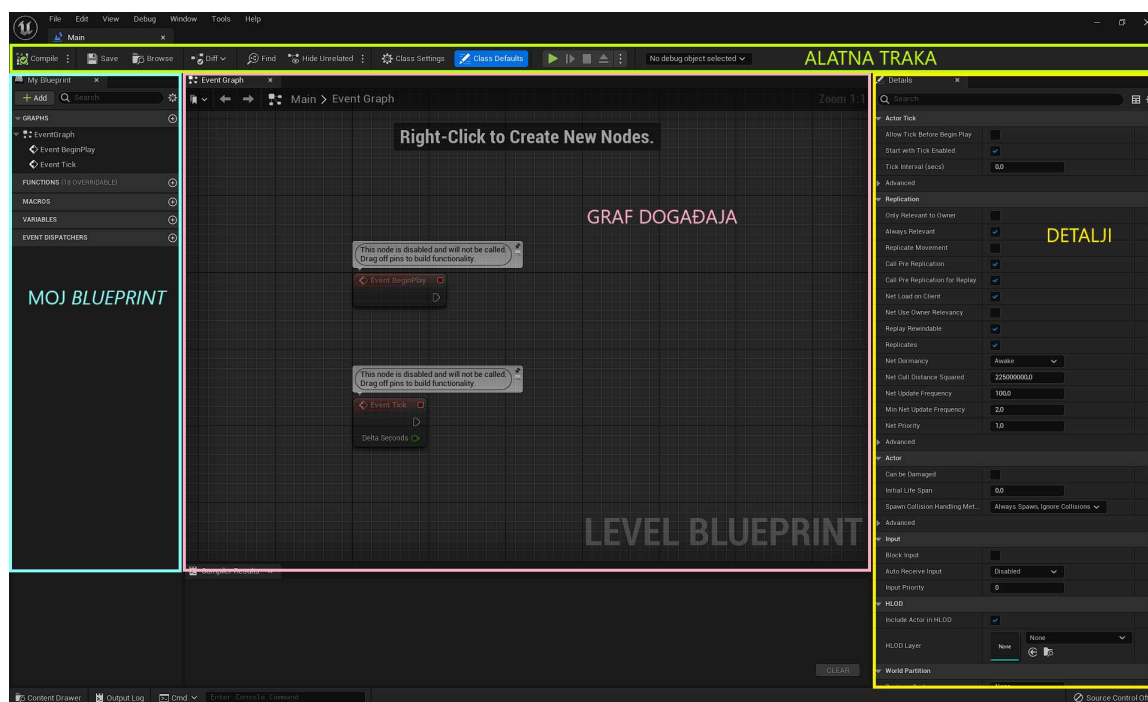 File Edit View Debug Window Tools Help
Main
Compile Save Browse Diff Find Hide Unrelated Class Settings Class Defaults No debug object selected
ALATNA TRAKA
My Blueprint
+ Add Search
GRAPHS
EventGraph
Event BeginPlay
Event Tick
FUNCTIONS (18 OVERRIDABLE)
MACROS
VARIABLES
EVENT DISPATCHERS
MOJ BLUEPRINT
Event Graph
Main > Event Graph Zoom 1:1
Right-Click to Create New Nodes.
GRAF DOGAĐAJA
This node is disabled and will not be called.
Drag off pins to build functionality.
Event BeginPlay
This node is disabled and will not be called.
Drag off pins to build functionality.
Event Tick
Delta Seconds
LEVEL BLUEPRINT
Compiler Results
CLEAR
Details
Search
Actor Tick
Allow Tick Before Begin Play
Start with Tick Enabled
Tick Interval (secs) 0,0
Advanced
Replication
Only Relevant to Owner
Always Relevant
DETALJI
Replicate Movement
Call Pre Replication
Call Pre Replication for Replay
Net Load on Client
Net Use Owner Relevancy
Replay Rewindable
Replicates
Net Dormancy Awake
Net Cull Distance Squared 225000000,0
Net Update Frequency 100,0
Min Net Update Frequency 2,0
Net Priority 1,0
Advanced
Actor
Can be Damaged
Initial Life Span 0,0
Spawn Collision Handling Met... Always Spawn, Ignore Collisions
Advanced
Input
Block Input
Auto Receive Input Disabled
Input Priority 0
HLOD
Include Actor in HLOD
HLOD Layer None None
World Partition
Content Drawer Output Log Cmd Enter Console Command Source Control Off